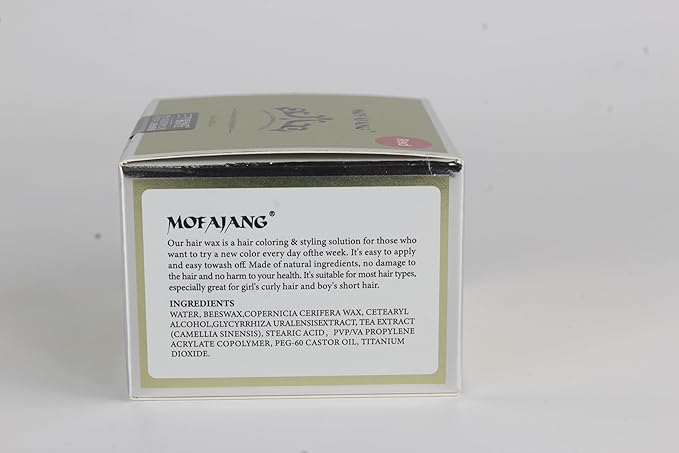 MOFAJANG
Red
MOFAJANG®
Our hair wax is a hair coloring & styling solution for those who
want to try a new color every day ofthe week. It's easy to apply
and easy towash off. Made of natural ingredients, no damage to
the hair and no harm to your health. It's suitable for most hair types,
especially great for girl's curly hair and boy's short hair.
INGREDIENTS
WATER, BEESWAX,COPERNICIA CERIFERA WAX, CETEARYL
ALCOHOL,GLYCYRRHIZA URALENSISEXTRACT, TEA EXTRACT
(CAMELLIA SINENSIS), STEARIC ACID, PVP/VA PROPYLENE
ACRYLATE COPOLYMER, PEG-60 CASTOR OIL, TITANIUM
DIOXIDE.